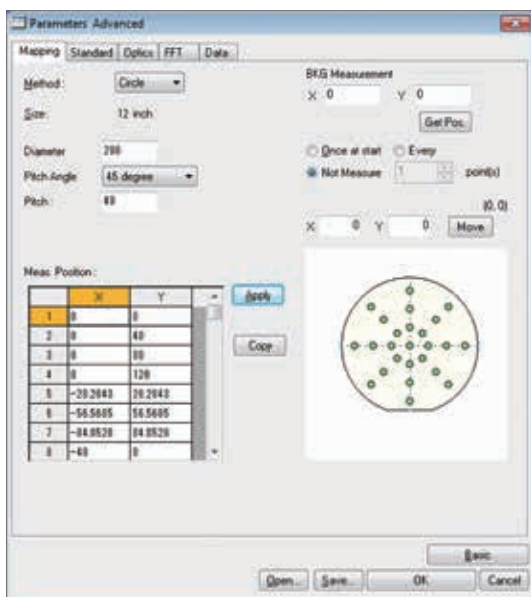 Parameters Advanced
Mapping Standard Optics FFT Data
Method: Circle
Size: 12 inch
Diameter
Pitch Angle 45 degree
Pitch: 40
BKG Measurement
X 0 Y 0
Get Pos.
Once at start Every
Not Measure 1 point(s)
(0, 0)
X 0 Y 0 Move
Meas. Position:
X Y
1 0 0
2 0 40
3 0 80
4 0 120
5 -28.2843 28.2843
6 -56.5685 56.5685
7 -84.8528 84.8528
8 -40 0
Apply
Copy
Basic
Open... Save... OK Cancel